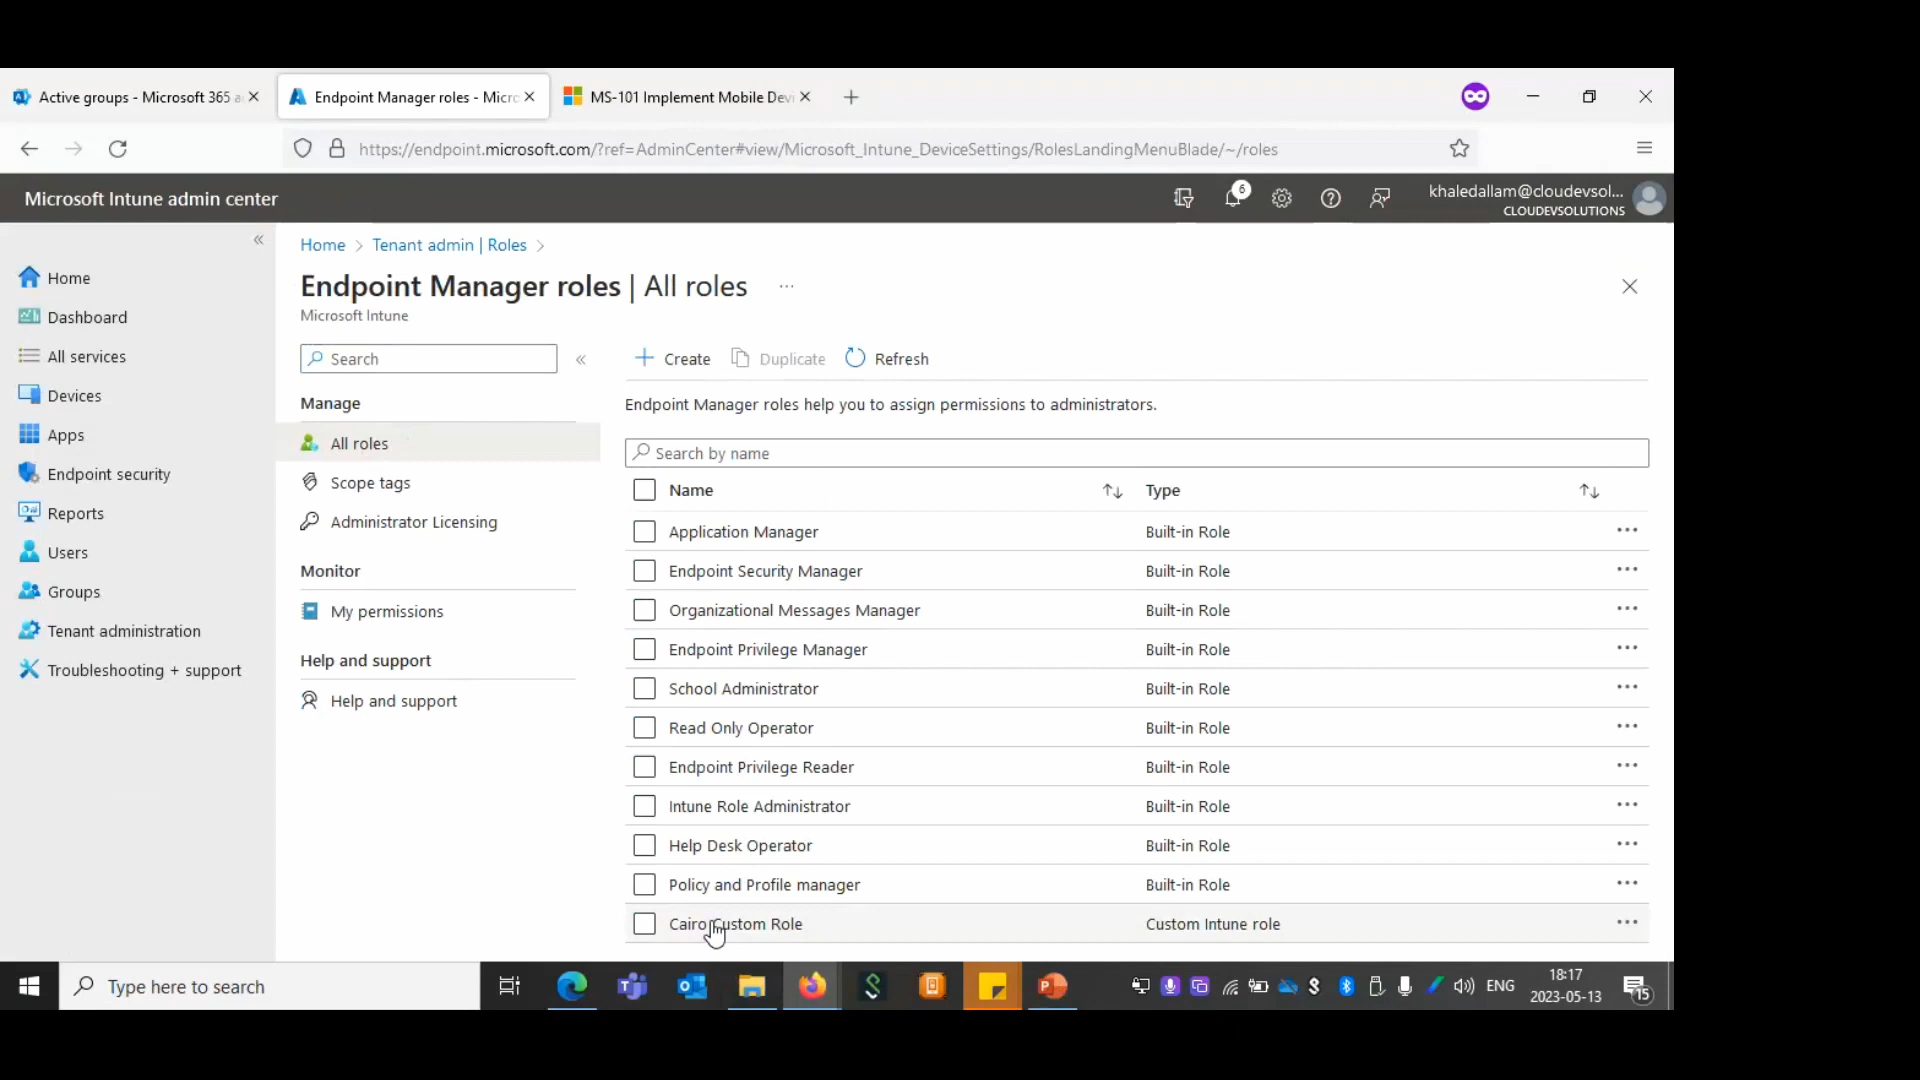 Active groups - Microsoft 365 a
Endpoint Manager roles - Micro
MS-101 Implement Mobile Devi
https://endpoint.microsoft.com/?ref=AdminCenter#view/Microsoft_Intune_DeviceSettings/RolesLandingMenuBlade/~/roles
Microsoft Intune admin center
6
khaledallam@cloudevsol...
CLOUDEVSOLUTIONS
Home
Dashboard
All services
Devices
Apps
Endpoint security
Reports
Users
Groups
Tenant administration
Troubleshooting + support
Home > Tenant admin | Roles >
Endpoint Manager roles | All roles ...
Microsoft Intune
Search
Manage
All roles
Scope tags
Administrator Licensing
Monitor
My permissions
Help and support
Help and support
Create
Duplicate
Refresh
Endpoint Manager roles help you to assign permissions to administrators.
Search by name
Name Type
Application Manager Built-in Role
Endpoint Security Manager Built-in Role
Organizational Messages Manager Built-in Role
Endpoint Privilege Manager Built-in Role
School Administrator Built-in Role
Read Only Operator Built-in Role
Endpoint Privilege Reader Built-in Role
Intune Role Administrator Built-in Role
Help Desk Operator Built-in Role
Policy and Profile manager Built-in Role
Cairo Custom Role Custom Intune role
Type here to search
ENG
18:17
2023-05-13
15